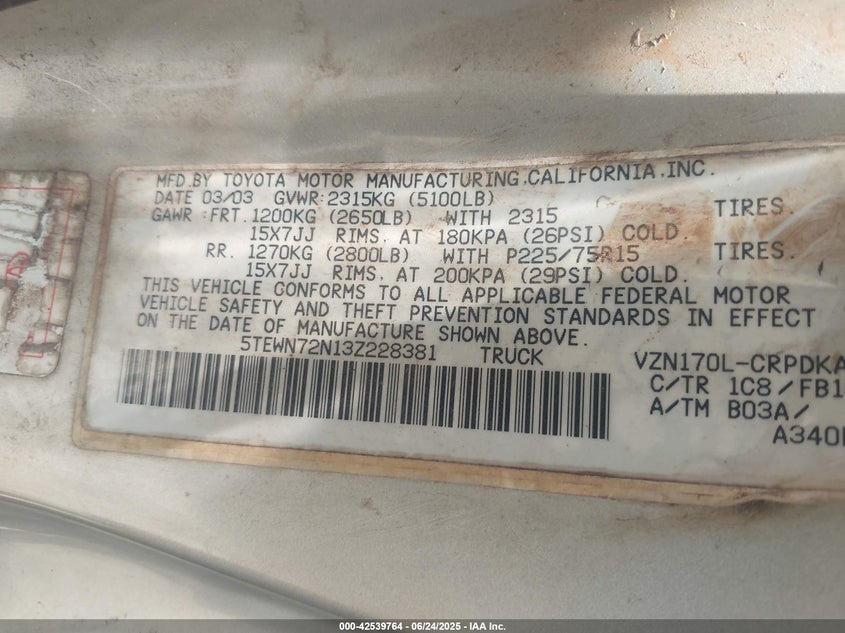 MFD.BY TOYOTA MOTOR MANUFACTURING.CALIFORNIA.INC.
DATE 03/03 GVWR:2315KG (5100LB)
GAWR:FRT.1200KG (2650LB) WITH 2315 TIRES.
15X7JJ RIMS. AT 180KPA (26PSI) COLD.
RR. 1270KG (2800LB) WITH P225/75R15 TIRES.
15X7JJ RIMS. AT 200KPA (29PSI) COLD.
THIS VEHICLE CONFORMS TO ALL APPLICABLE FEDERAL MOTOR
VEHICLE SAFETY AND THEFT PREVENTION STANDARDS IN EFFECT
ON THE DATE OF MANUFACTURE SHOWN ABOVE.
5TEWN72N13Z228381 TRUCK VZN170L-CRPDKA
C/TR 1C8/FB1
A/TM B03A/
A340
000-42539764 - 06/24/2025 - IAA Inc.